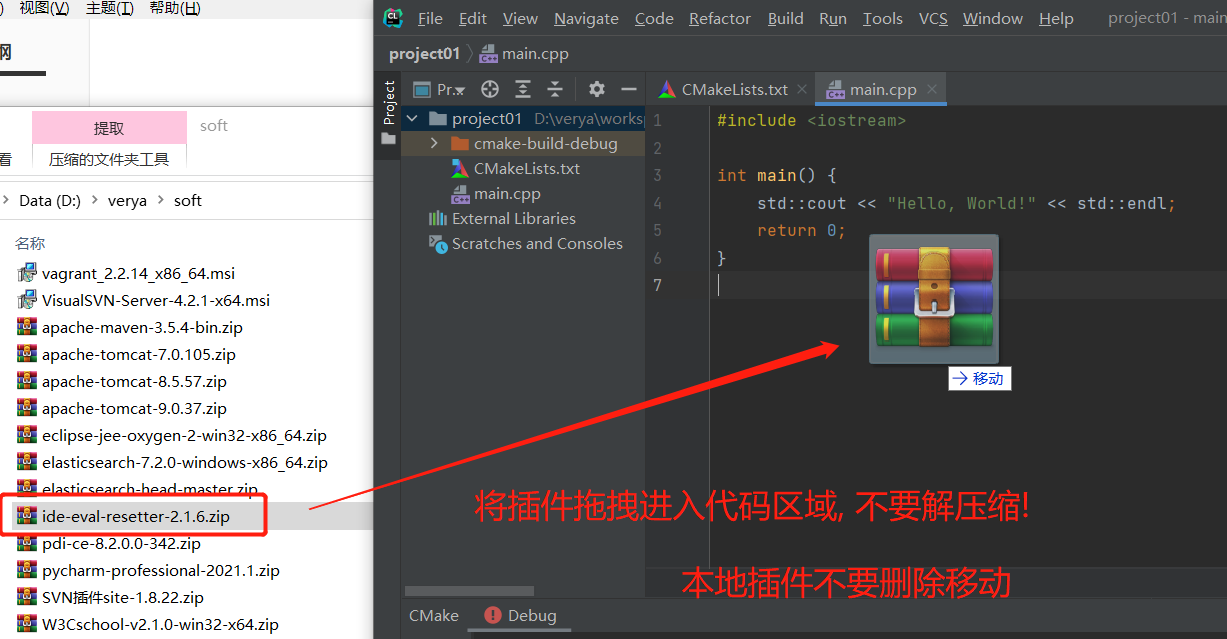 视图(V) 主题(T) 帮助(H)
网
提取
soft
看
压缩的文件夹工具
Data (D:) > verya > soft
名称
vagrant_2.2.14_x86_64.msi
VisualSVN-Server-4.2.1-x64.msi
apache-maven-3.5.4-bin.zip
apache-tomcat-7.0.105.zip
apache-tomcat-8.5.57.zip
apache-tomcat-9.0.37.zip
eclipse-jee-oxygen-2-win32-x86_64.zip
elasticsearch-7.2.0-windows-x86_64.zip
elasticsearch-head-master.zip
ide-eval-resetter-2.1.6.zip
pdi-ce-8.2.0.0-342.zip
pycharm-professional-2021.1.zip
SVN插件site-1.8.22.zip
W3Cschool-v2.1.0-win32-x64.zip
CL File Edit View Navigate Code Refactor Build Run Tools VCS Window Help project01 - main
project01 > main.cpp
Project
Pr...
CMakeLists.txt
main.cpp
project01 D:\verya\works
cmake-build-debug
CMakeLists.txt
main.cpp
External Libraries
Scratches and Consoles
1 #include <iostream>
2
3 int main() {
4 std::cout << "Hello, World!" << std::endl;
5 return 0;
6 }
7
移动
将插件拖拽进入代码区域, 不要解压缩!
本地插件不要删除移动
CMake
Debug